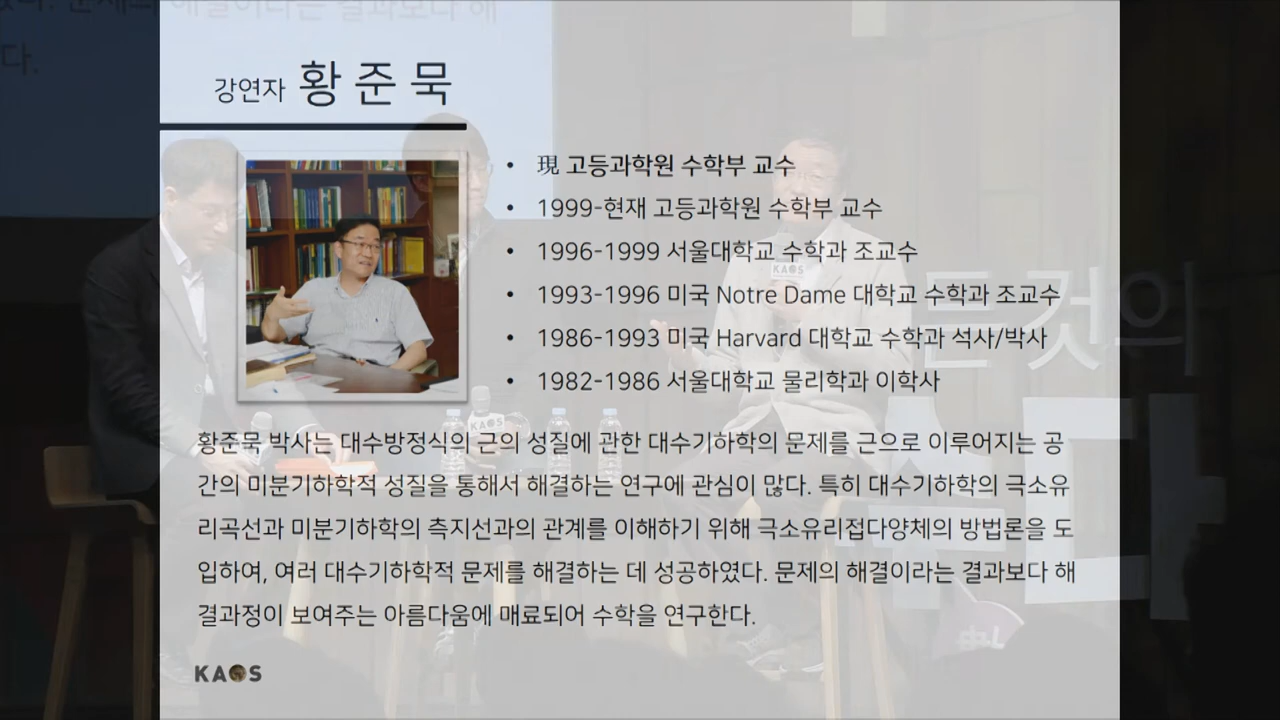 결과보다 해
다.
강연자 황준묵
• 現 고등과학원 수학부 교수
• 1999-현재 고등과학원 수학부 교수
• 1996-1999 서울대학교 수학과 조교수
• 1993-1996 미국 Notre Dame 대학교 수학과 조교수
• 1986-1993 미국 Harvard 대학교 수학과 석사/박사
• 1982-1986 서울대학교 물리학과 이학사
KAOS
KAOS
것의
황준묵 박사는 대수방정식의 근의 성질에 관한 대수기하학의 문제를 근으로 이루어지는 공
간의 미분기하학적 성질을 통해서 해결하는 연구에 관심이 많다. 특히 대수기하학의 극소유
리곡선과 미분기하학의 측지선과의 관계를 이해하기 위해 극소유리접다양체의 방법론을 도
입하여, 여러 대수기하학적 문제를 해결하는 데 성공하였다. 문제의 해결이라는 결과보다 해
결과정이 보여주는 아름다움에 매료되어 수학을 연구한다.
KAOS